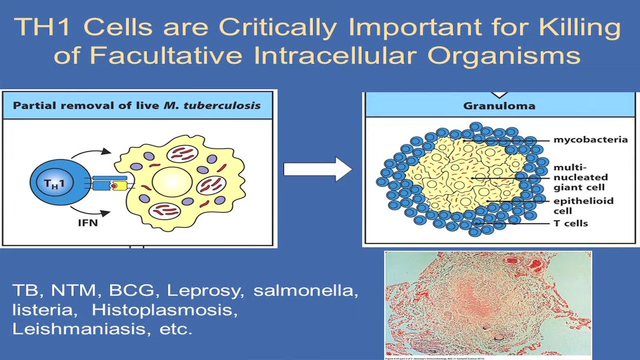 TH1 Cells are Critically Important for Killing
of Facultative Intracellular Organisms
Partial removal of live M. tuberculosis
TH1
IFN
Granuloma
mycobacteria
multi-
nucleated
giant cell
epithelioid
cell
T cells
TB, NTM, BCG, Leprosy, salmonella,
listeria, Histoplasmosis,
Leishmaniasis, etc.